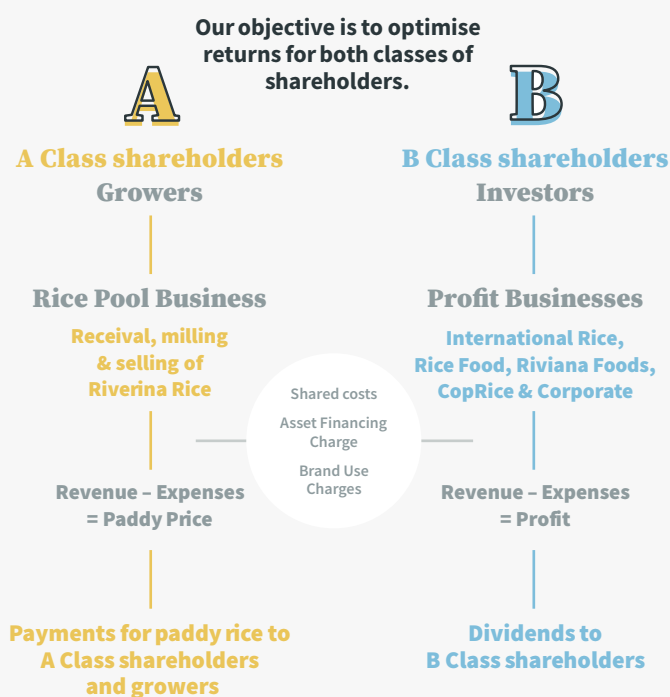 Our objective is to optimise
returns for both classes of
shareholders.
A
A Class shareholders
Growers
Rice Pool Business
Receival, milling
& selling of
Riverina Rice
Revenue – Expenses
= Paddy Price
Payments for paddy rice to
A Class shareholders
and growers
Shared costs
Asset Financing
Charge
Brand Use
Charges
B
B Class shareholders
Investors
Profit Businesses
International Rice,
Rice Food, Riviana Foods,
CopRice & Corporate
Revenue – Expenses
= Profit
Dividends to
B Class shareholders